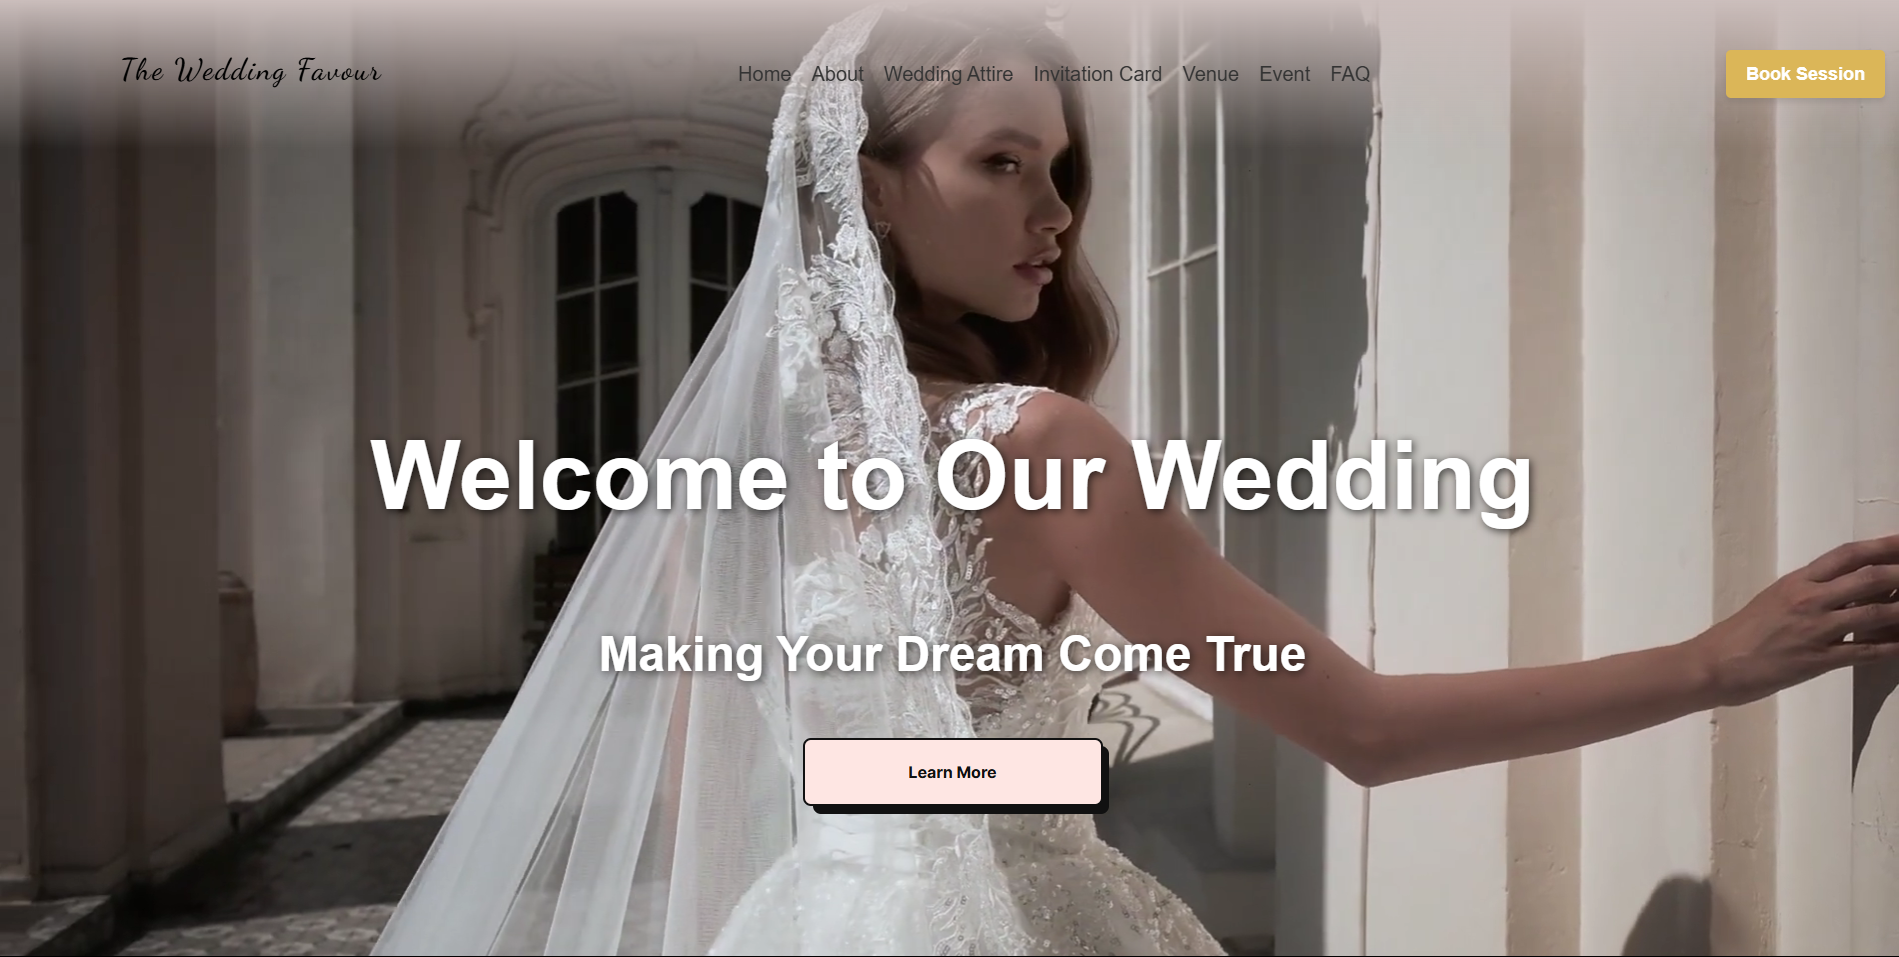 The Wedding Favour
Home About Wedding Attire Invitation Card Venue Event FAQ
Book Session
Welcome to Our Wedding
Making Your Dream Come True
Learn More